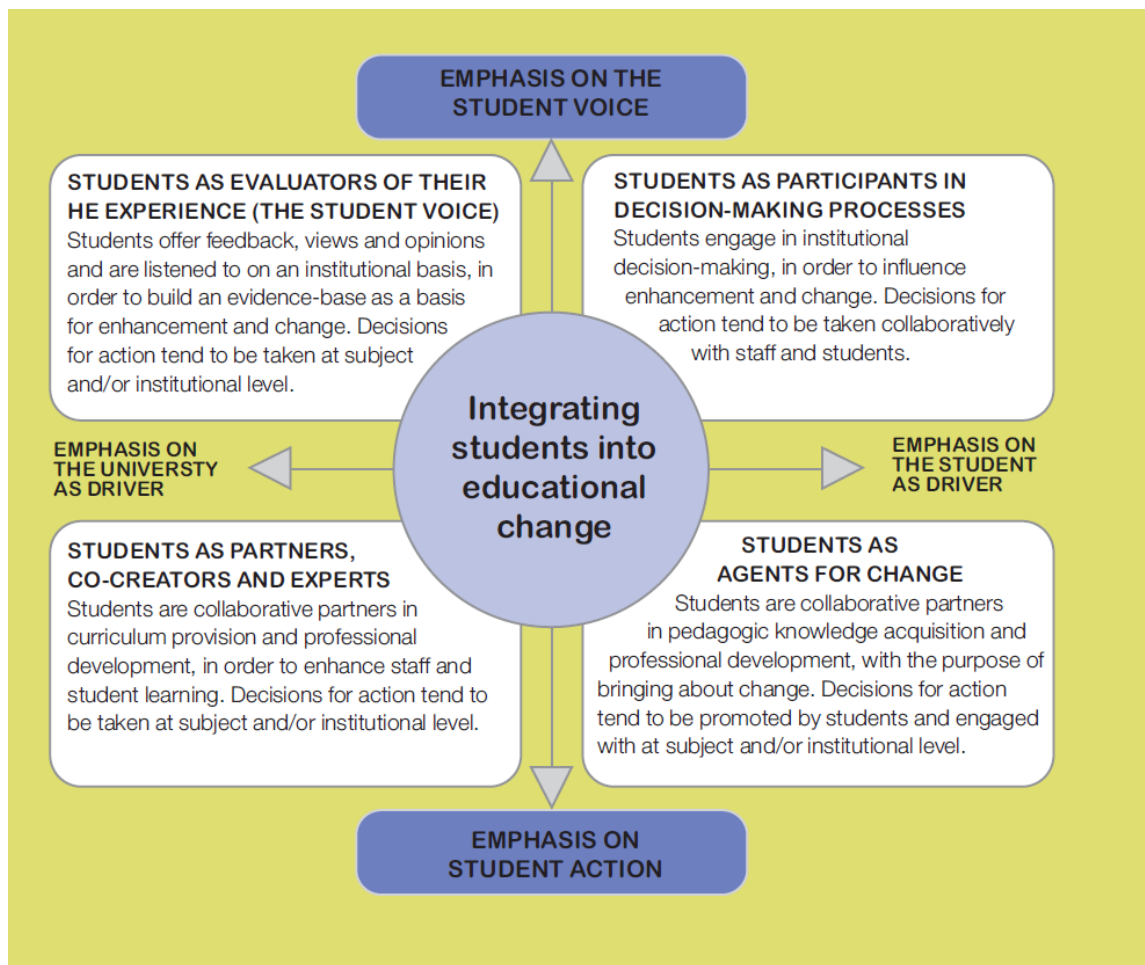 EMPHASIS ON THE
STUDENT VOICE
STUDENTS AS EVALUATORS OF THEIR
HE EXPERIENCE (THE STUDENT VOICE)
Students offer feedback, views and opinions
and are listened to on an institutional basis, in
order to build an evidence-base as a basis
for enhancement and change. Decisions
for action tend to be taken at subject
and/or institutional level.
STUDENTS AS PARTICIPANTS IN
DECISION-MAKING PROCESSES
Students engage in institutional
decision-making, in order to influence
enhancement and change. Decisions for
action tend to be taken collaboratively
with staff and students.
EMPHASIS ON
THE UNIVERSTY
AS DRIVER
Integrating
students into
educational
change
EMPHASIS ON
THE STUDENT
AS DRIVER
STUDENTS AS PARTNERS,
CO-CREATORS AND EXPERTS
Students are collaborative partners in
curriculum provision and professional
development, in order to enhance staff and
student learning. Decisions for action tend to
be taken at subject and/or institutional level.
STUDENTS AS
AGENTS FOR CHANGE
Students are collaborative partners
in pedagogic knowledge acquisition and
professional development, with the purpose of
bringing about change. Decisions for action
tend to be promoted by students and engaged
with at subject and/or institutional level.
EMPHASIS ON
STUDENT ACTION